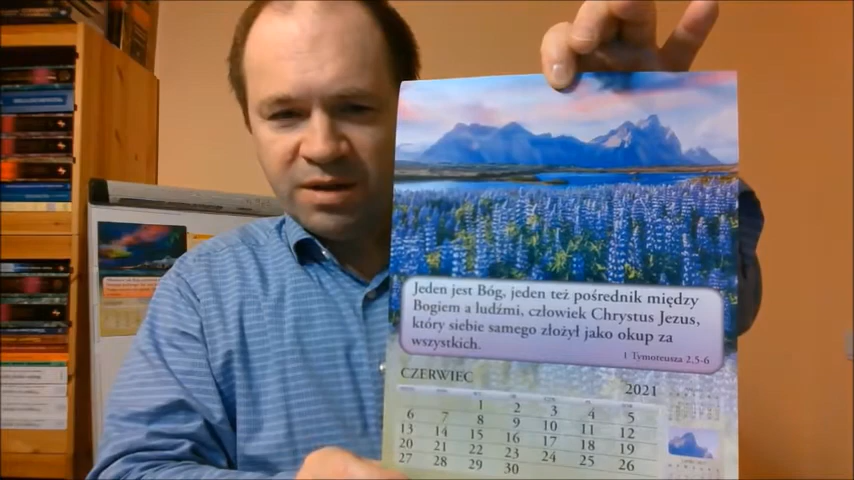 Jeden jest Bóg, jeden też pośrednik między
Bogiem a ludźmi, człowiek Chrystus Jezus,
który siebie samego złożył jako okup za
wszystkich.
1 Tymoteusza 2,5-6
CZERWIEC 2021
1 2 3 4 5
6 7 8 9 10 11 12
13 14 15 16 17 18 19
20 21 22 23 24 25 26
27 28 29 30